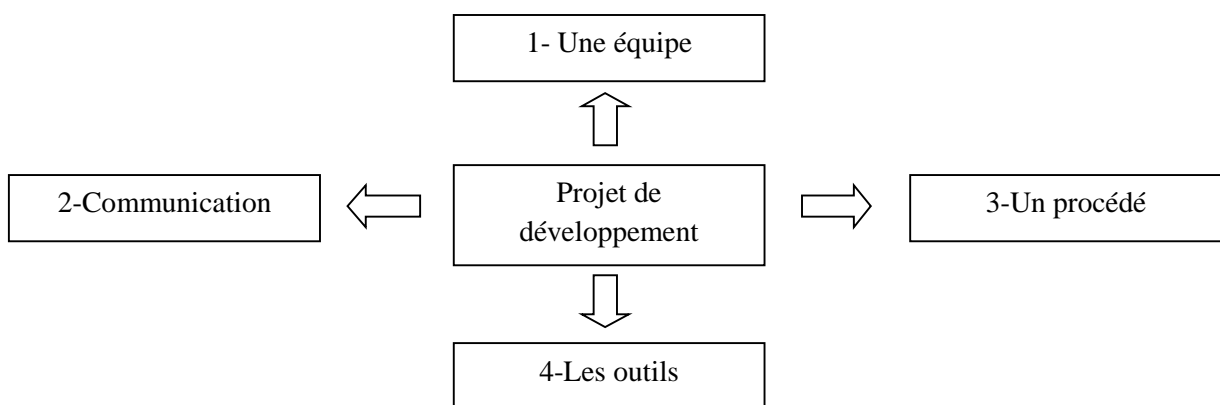 1- Une équipe
2-Communication
Projet de
développement
3-Un procédé
4-Les outils